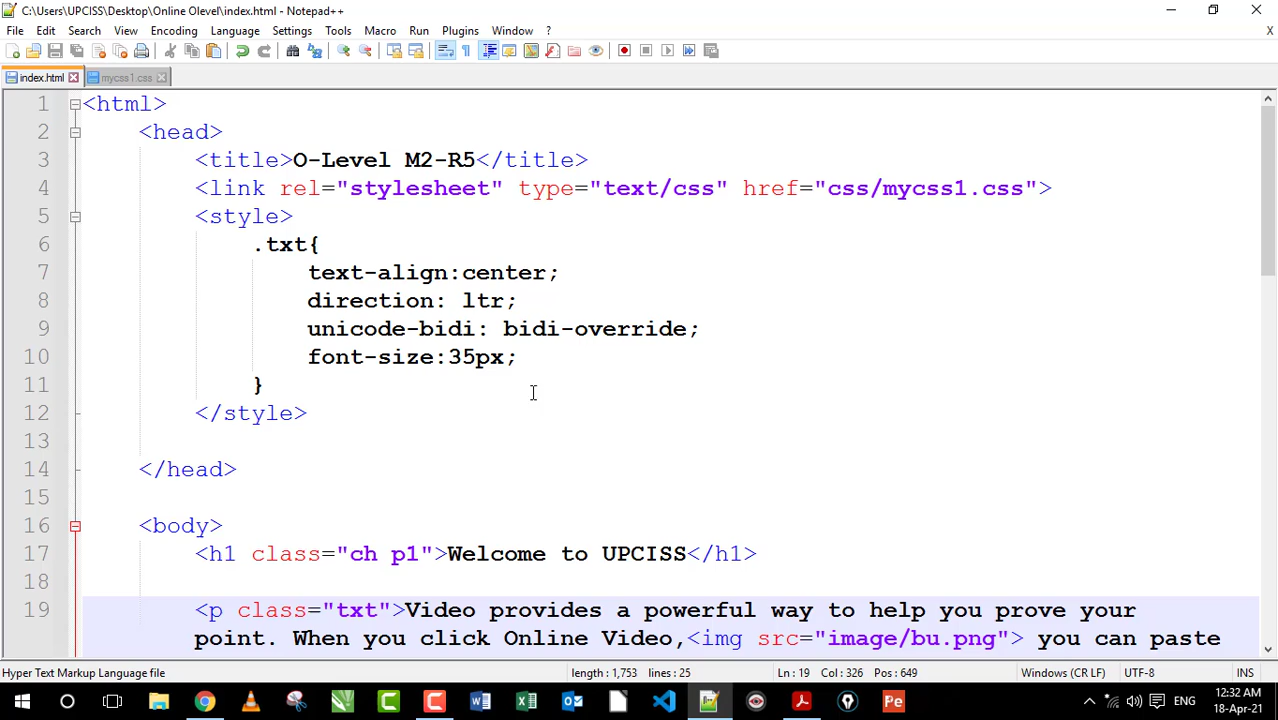 C:\Users\UPCISS\Desktop\Online Olevel\index.html - Notepad++
File Edit Search View Encoding Language Settings Tools Macro Run Plugins Window ? X
index.html mycss1.css
1 <html>
2 <head>
3 <title>O-Level M2-R5</title>
4 <link rel="stylesheet" type="text/css" href="css/mycss1.css">
5 <style>
6 .txt{
7 text-align:center;
8 direction: ltr;
9 unicode-bidi: bidi-override;
10 font-size:35px;
11 }
12 </style>
13
14 </head>
15
16 <body>
17 <h1 class="ch p1">Welcome to UPCISS</h1>
18
19 <p class="txt">Video provides a powerful way to help you prove your
point. When you click Online Video,<img src="image/bu.png"> you can paste
Hyper Text Markup Language file length : 1,753 lines : 25 Ln : 19 Col : 326 Pos : 649 Windows (CR LF) UTF-8 INS
ENG 12:32 AM
18-Apr-21
Pe